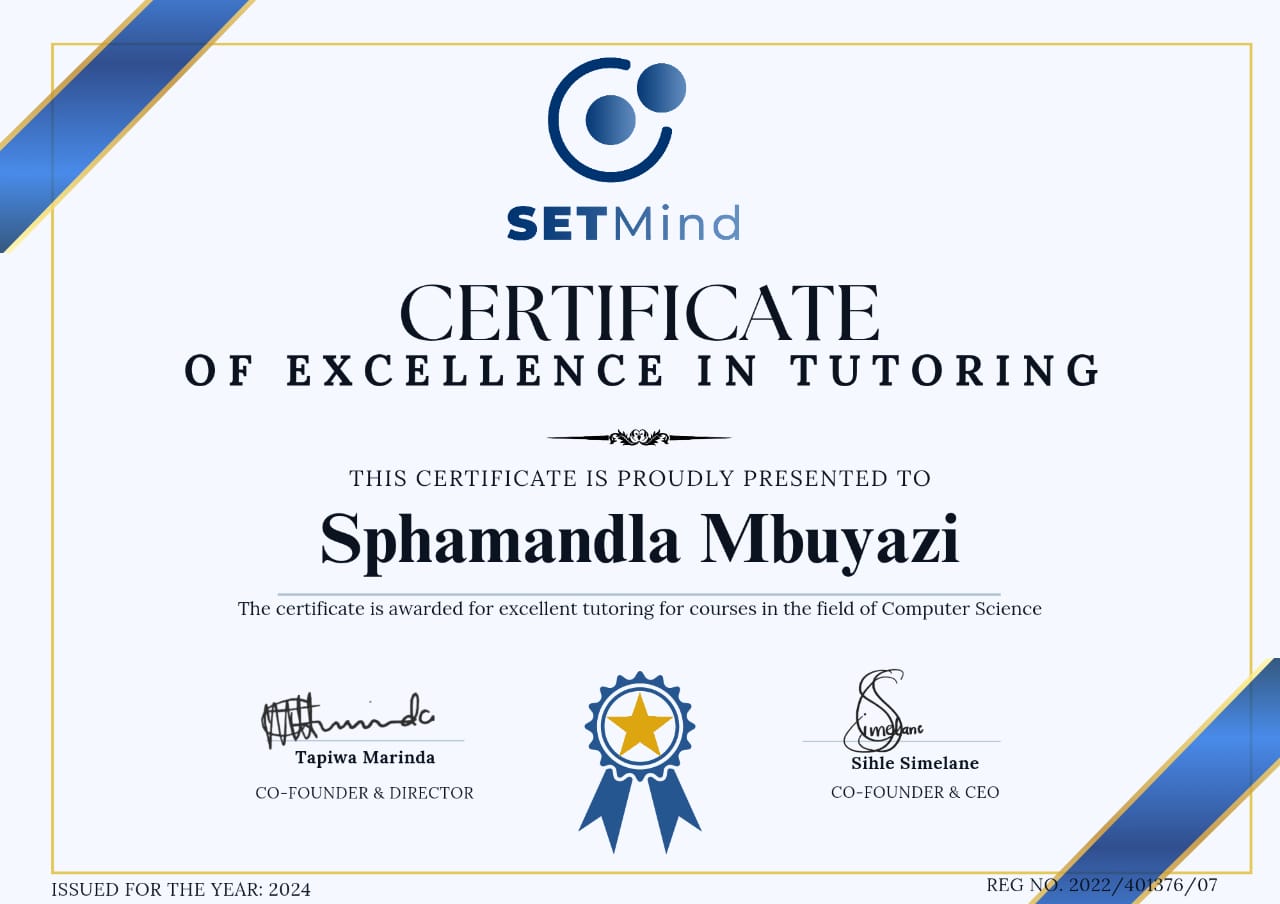 SETMind
CERTIFICATE
OF EXCELLENCE IN TUTORING
THIS CERTIFICATE IS PROUDLY PRESENTED TO
Sphamandla Mbuyazi
The certificate is awarded for excellent tutoring for courses in the field of Computer Science
Simelane
Tapiwa Marinda
Sihle Simelane
CO-FOUNDER & DIRECTOR
CO-FOUNDER & CEO
ISSUED FOR THE YEAR: 2024
REG NO. 2022/401376/07